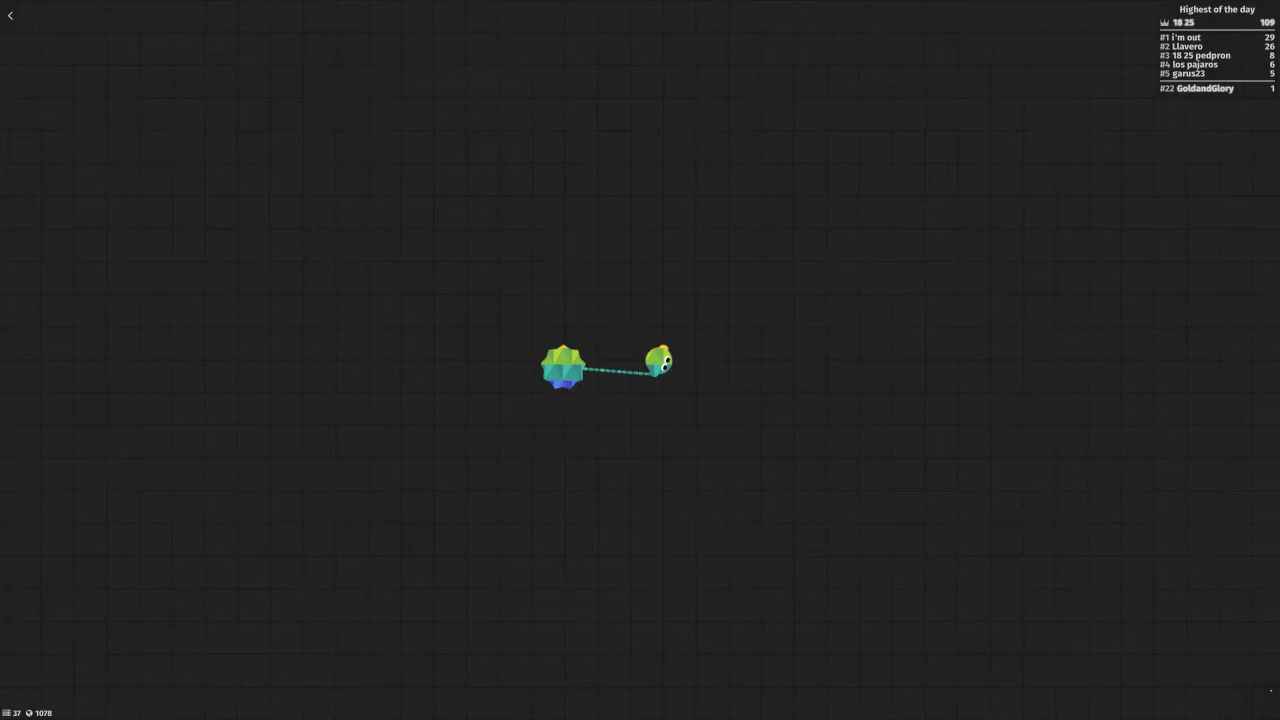 Highest of the day
18 25 109
#1 i'm out 29
#2 Llavero 26
#3 18 25 pedpron 8
#4 los pajaros 6
#5 garus23 5
#22 GoldandGlory 1
37 1078